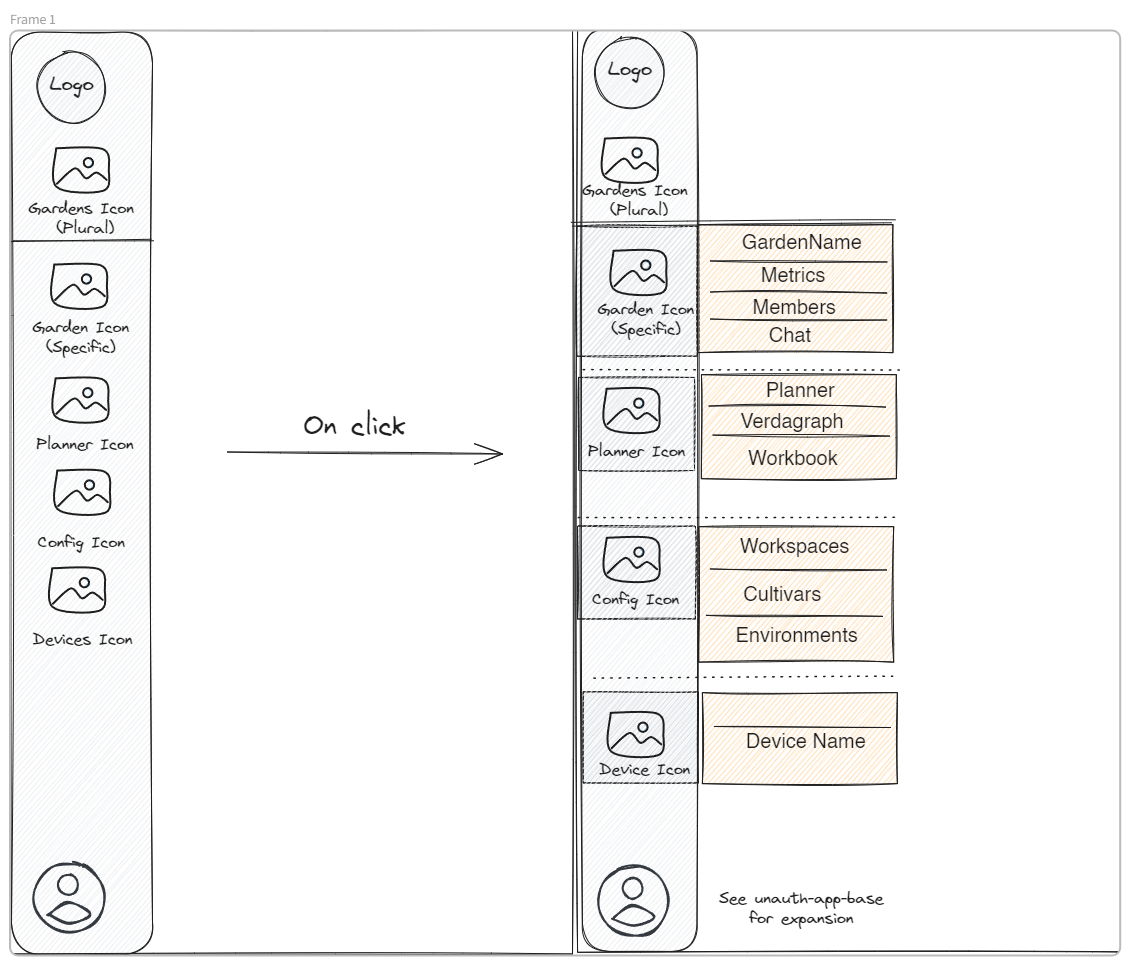 Frame 1
Logo
Gardens Icon
(Plural)
Garden Icon
(Specific)
Planner Icon
Config Icon
Devices Icon
On click
Logo
Gardens Icon
(Plural)
Garden Icon
(Specific)
GardenName
Metrics
Members
Chat
Planner Icon
Planner
Verdagraph
Workbook
Config Icon
Workspaces
Cultivars
Environments
Device Icon
Device Name
See unauth-app-base
for expansion